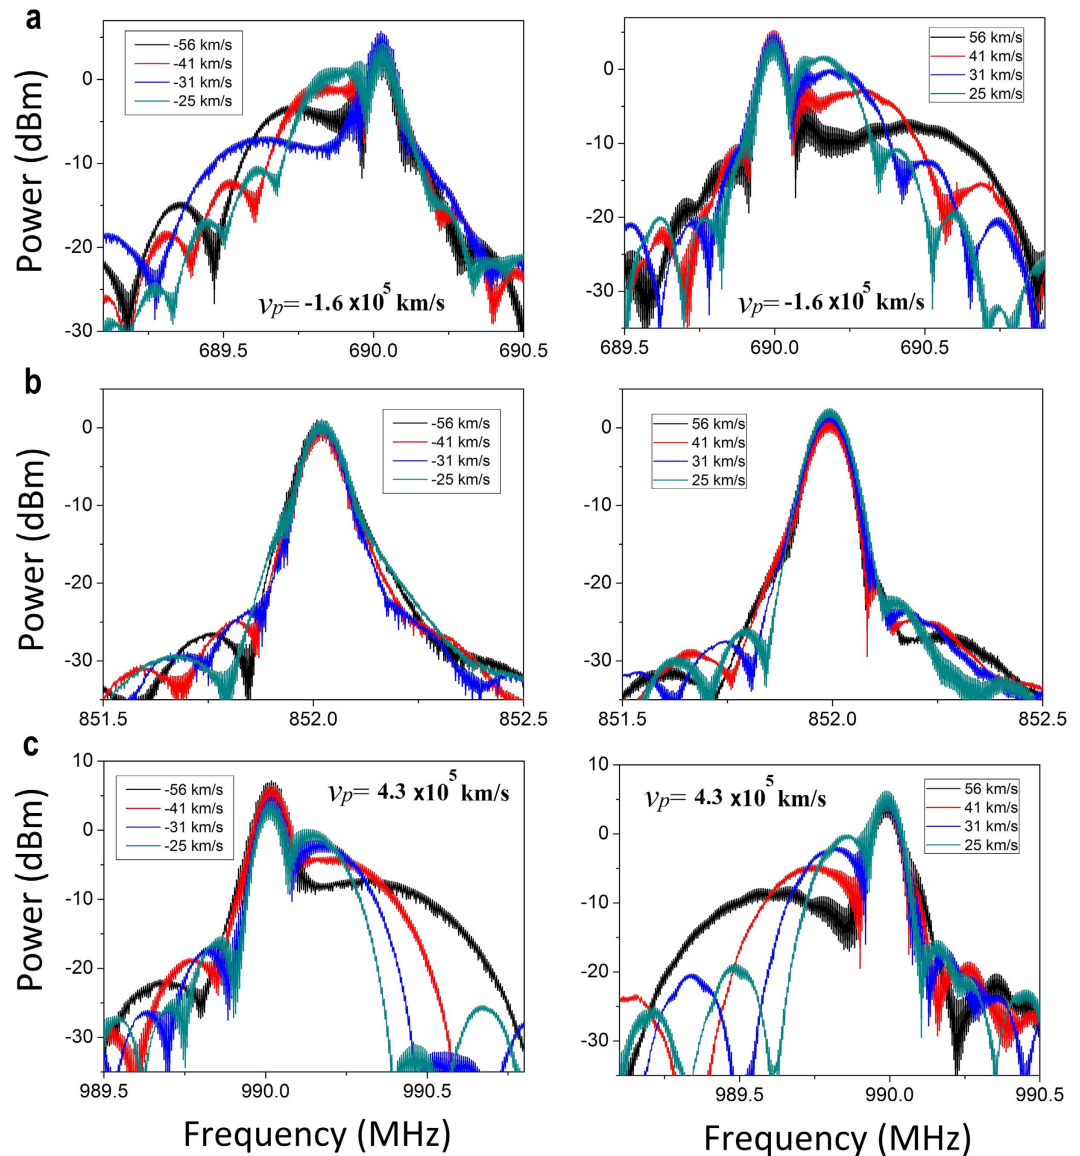 a
Power (dBm)
0
-10
-20
-30
-56 km/s
-41 km/s
-31 km/s
-25 km/s
vp= -1.6 ×10^5 km/s
689.5
690.0
690.5
56 km/s
41 km/s
31 km/s
25 km/s
0
-10
-20
-30
vp= -1.6 ×10^5 km/s
689.5
690.0
690.5
b
Power (dBm)
0
-10
-20
-30
-56 km/s
-41 km/s
-31 km/s
-25 km/s
851.5
852.0
852.5
0
-10
-20
-30
56 km/s
41 km/s
31 km/s
25 km/s
851.5
852.0
852.5
c
Power (dBm)
10
0
-10
-20
-30
-56 km/s
-41 km/s
-31 km/s
-25 km/s
vp= 4.3 ×10^5 km/s
989.5
990.0
990.5
Frequency (MHz)
10
0
-10
-20
-30
vp= 4.3 ×10^5 km/s
56 km/s
41 km/s
31 km/s
25 km/s
989.5
990.0
990.5
Frequency (MHz)